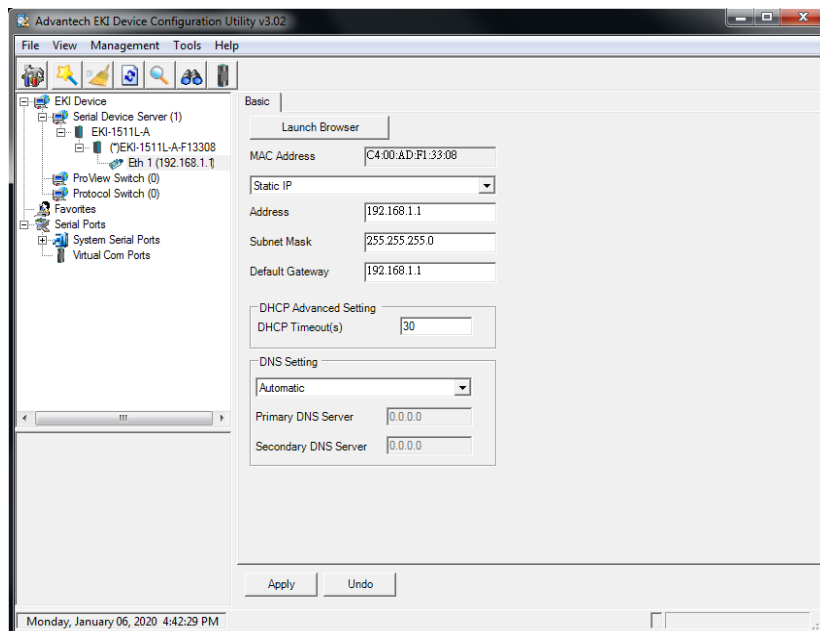 Advantech EKI Device Configuration Utility v3.02
File View Management Tools Help
EKI Device
Serial Device Server (1)
EKI-1511L-A
(*)EKI-1511L-A-F13308
Eth 1 (192.168.1.1)
ProView Switch (0)
Protocol Switch (0)
Favorites
Serial Ports
System Serial Ports
Virtual Com Ports
Basic
Launch Browser
MAC Address C4:00:AD:F1:33:08
Static IP
Address 192.168.1.1
Subnet Mask 255.255.255.0
Default Gateway 192.168.1.1
DHCP Advanced Setting
DHCP Timeout(s) 30
DNS Setting
Automatic
Primary DNS Server 0.0.0.0
Secondary DNS Server 0.0.0.0
Apply Undo
Monday, January 06, 2020 4:42:29 PM